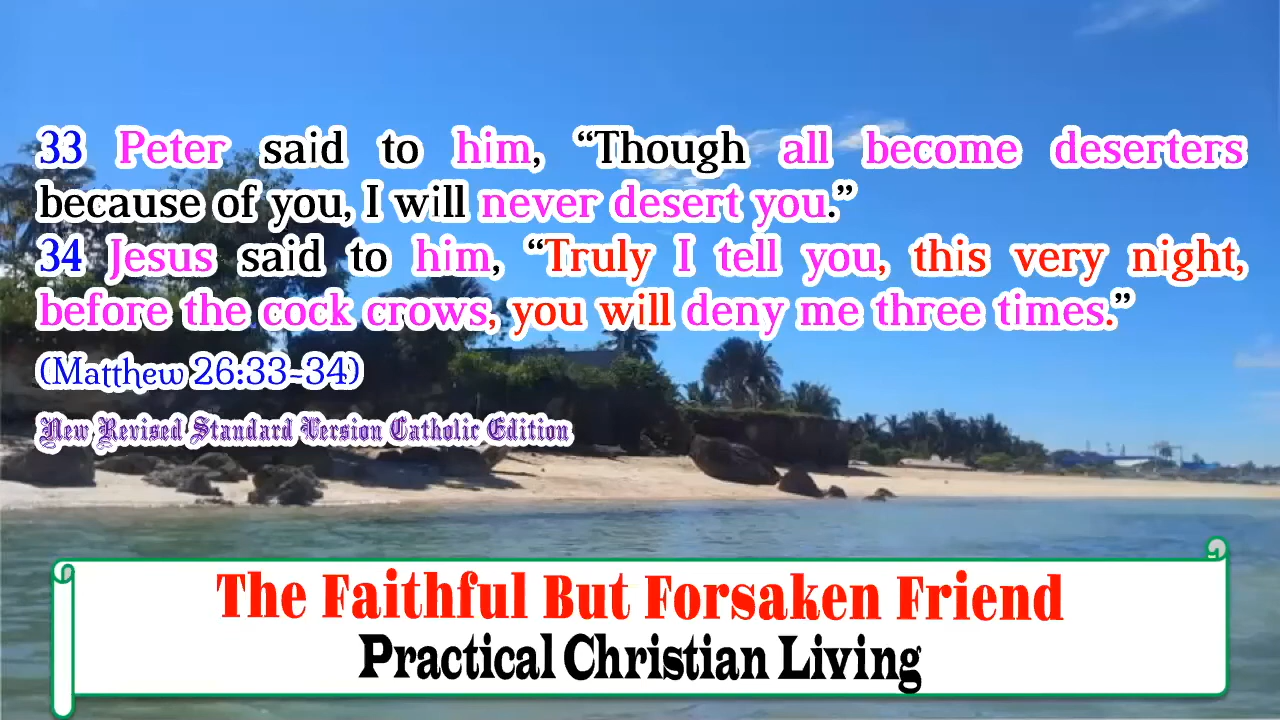 33 Peter said to him, “Though all become deserters
because of you, I will never desert you.”
34 Jesus said to him, “Truly I tell you, this very night,
before the cock crows, you will deny me three times.”
(Matthew 26:33-34)
New Revised Standard Version Catholic Edition
The Faithful But Forsaken Friend
Practical Christian Living